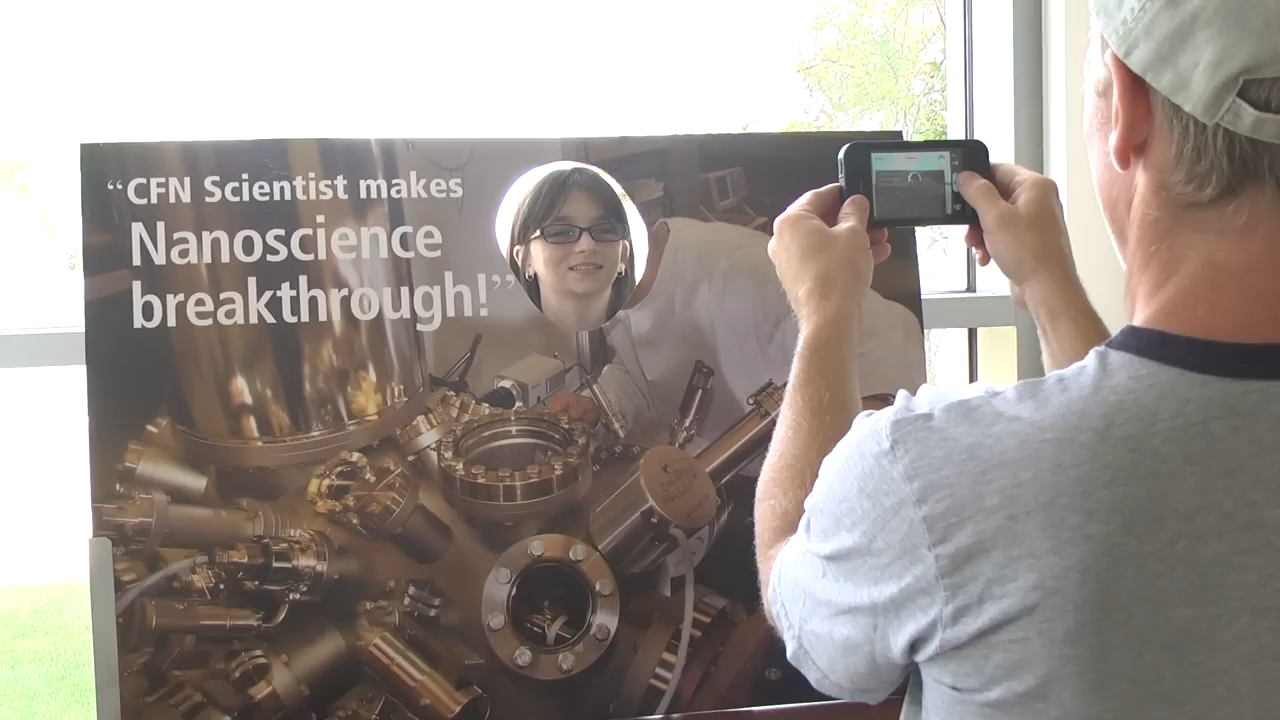 “CFN Scientist makes
Nanoscience
breakthrough!”